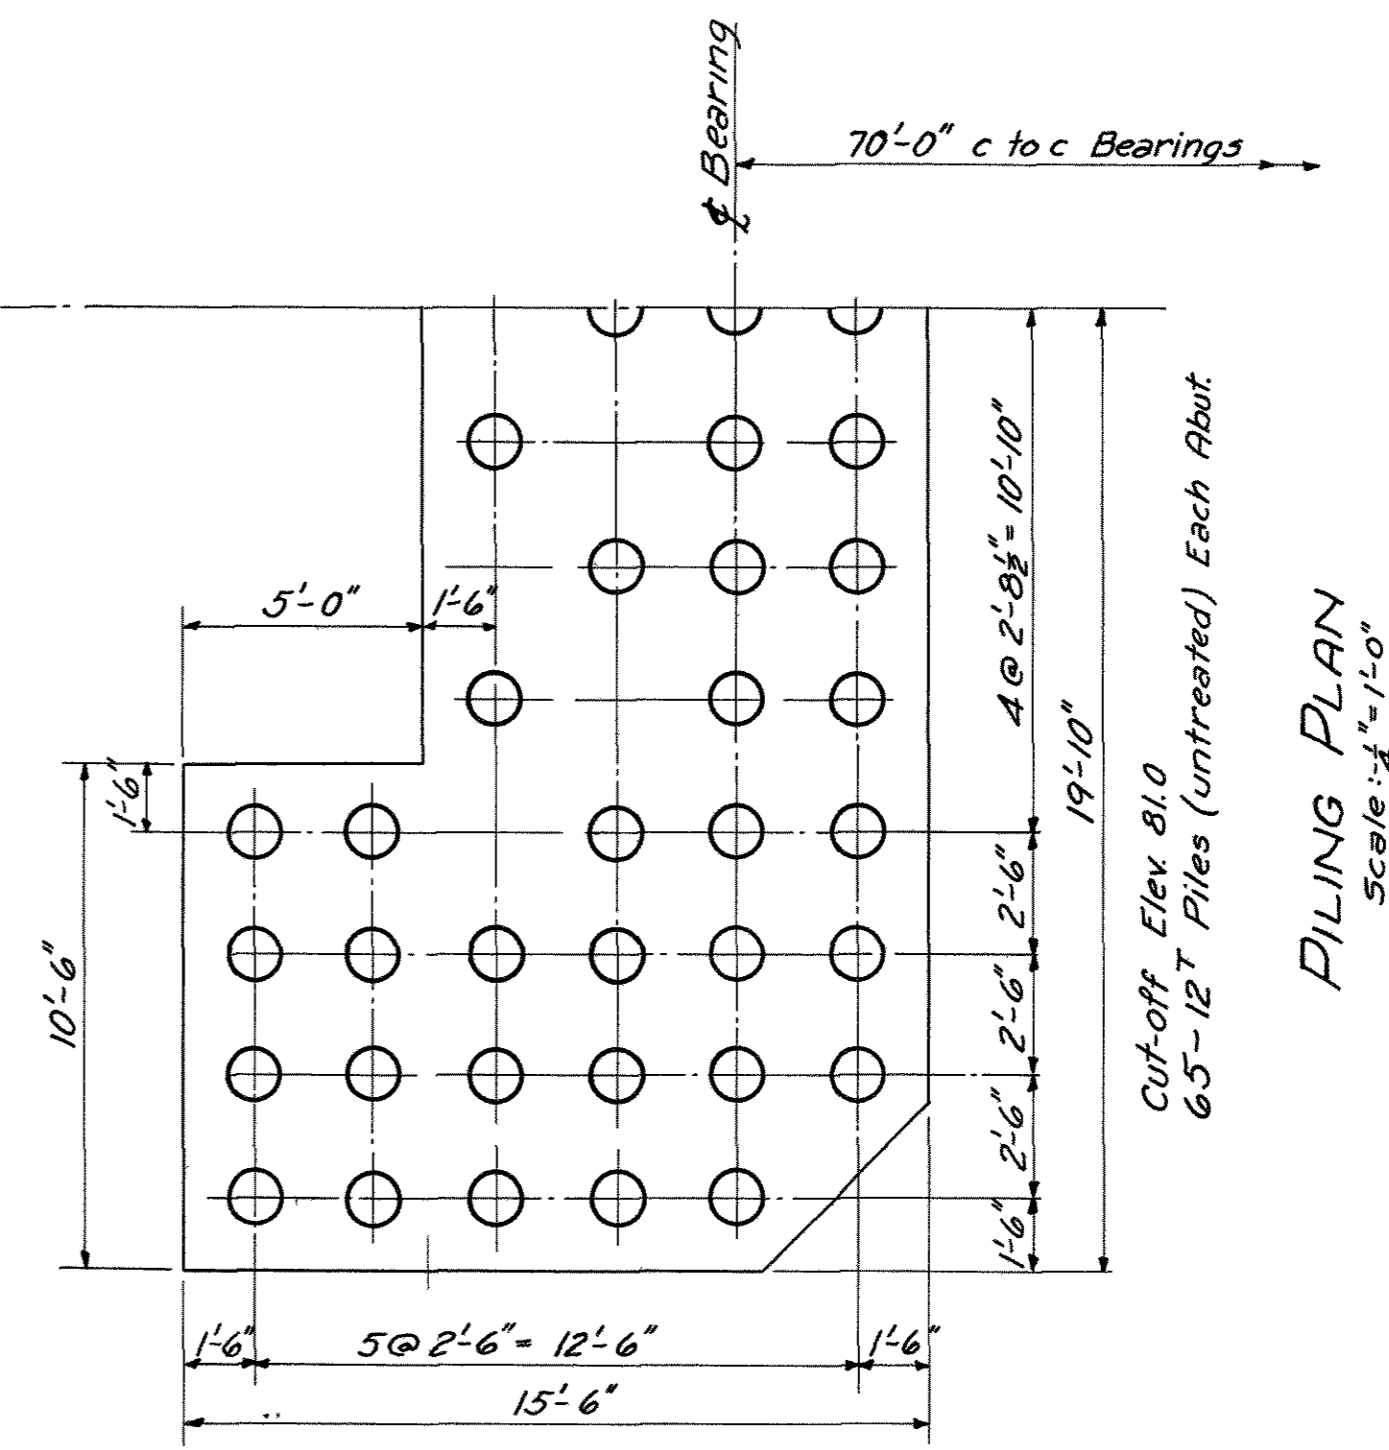 ℄ Bearing
70'-0" c to c Bearings
5'-0"
1'-6"
1'-6"
10'-6"
4 @ 2'-8½" = 10'-10"
2'-6"
2'-6"
2'-6"
1'-6"
19'-10"
Cut-off Elev. 81.0
65-12ᵀ Piles (untreated) Each Abut.
PILING PLAN
Scale:-¼"=1'-0"
1'-6"
5@2'-6"= 12'-6"
1'-6"
15'-6"